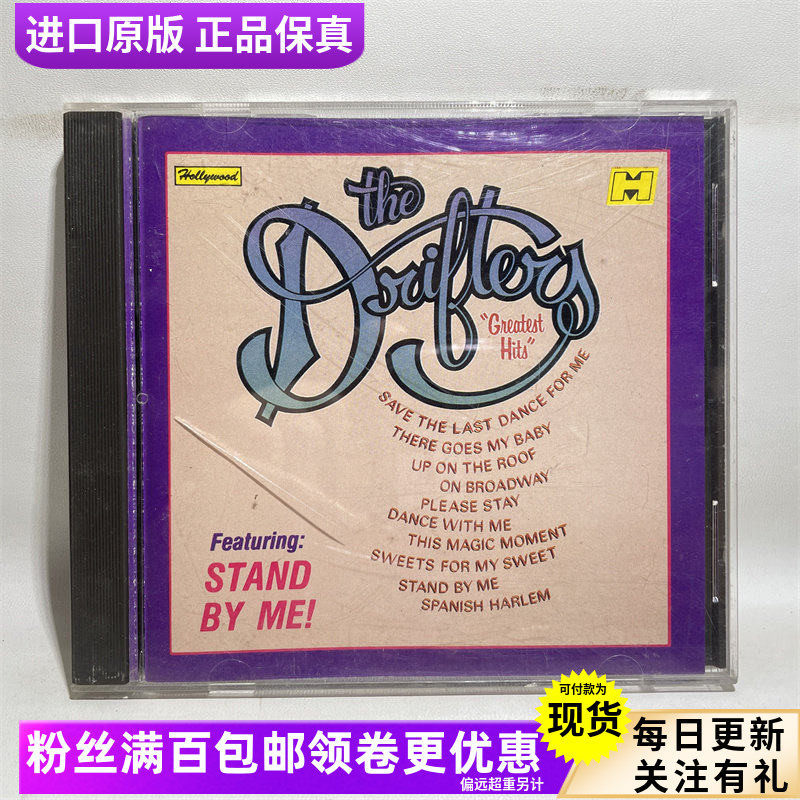 进口原版 正品保真
Hollywood
H
the
Drifters
"Greatest
Hits"
SAVE THE LAST DANCE FOR ME
THERE GOES MY BABY
UP ON THE ROOF
ON BROADWAY
PLEASE STAY
DANCE WITH ME
THIS MAGIC MOMENT
SWEETS FOR MY SWEET
STAND BY ME
SPANISH HARLEM
Featuring:
STAND
BY ME!
可付款为
现货
粉丝满百包邮领卷更优惠
偏远超重另计
每日更新
关注有礼